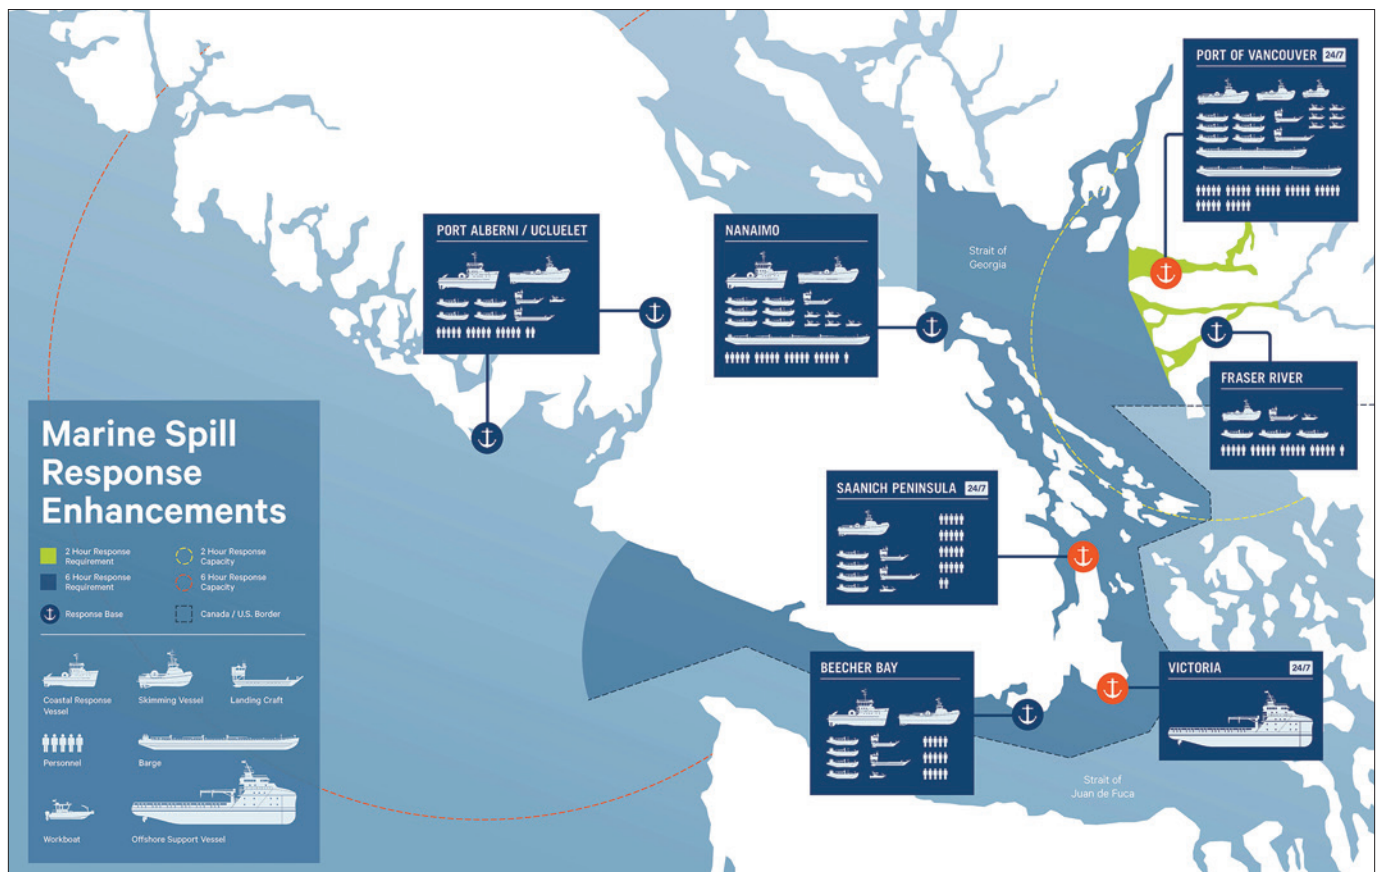 Marine Spill
Response
Enhancements
2 Hour Response
Requirement
2 Hour Response
Capacity
6 Hour Response
Requirement
6 Hour Response
Capacity
Response Base
Canada / U.S. Border
Coastal Response
Vessel
Skimming Vessel
Landing Craft
Personnel
Barge
Workboat
Offshore Support Vessel
PORT ALBERNI / UCLUELET
NANAIMO
Strait of
Georgia
PORT OF VANCOUVER 24/7
FRASER RIVER
SAANICH PENINSULA 24/7
BEECHER BAY
VICTORIA 24/7
Strait of
Juan de Fuca